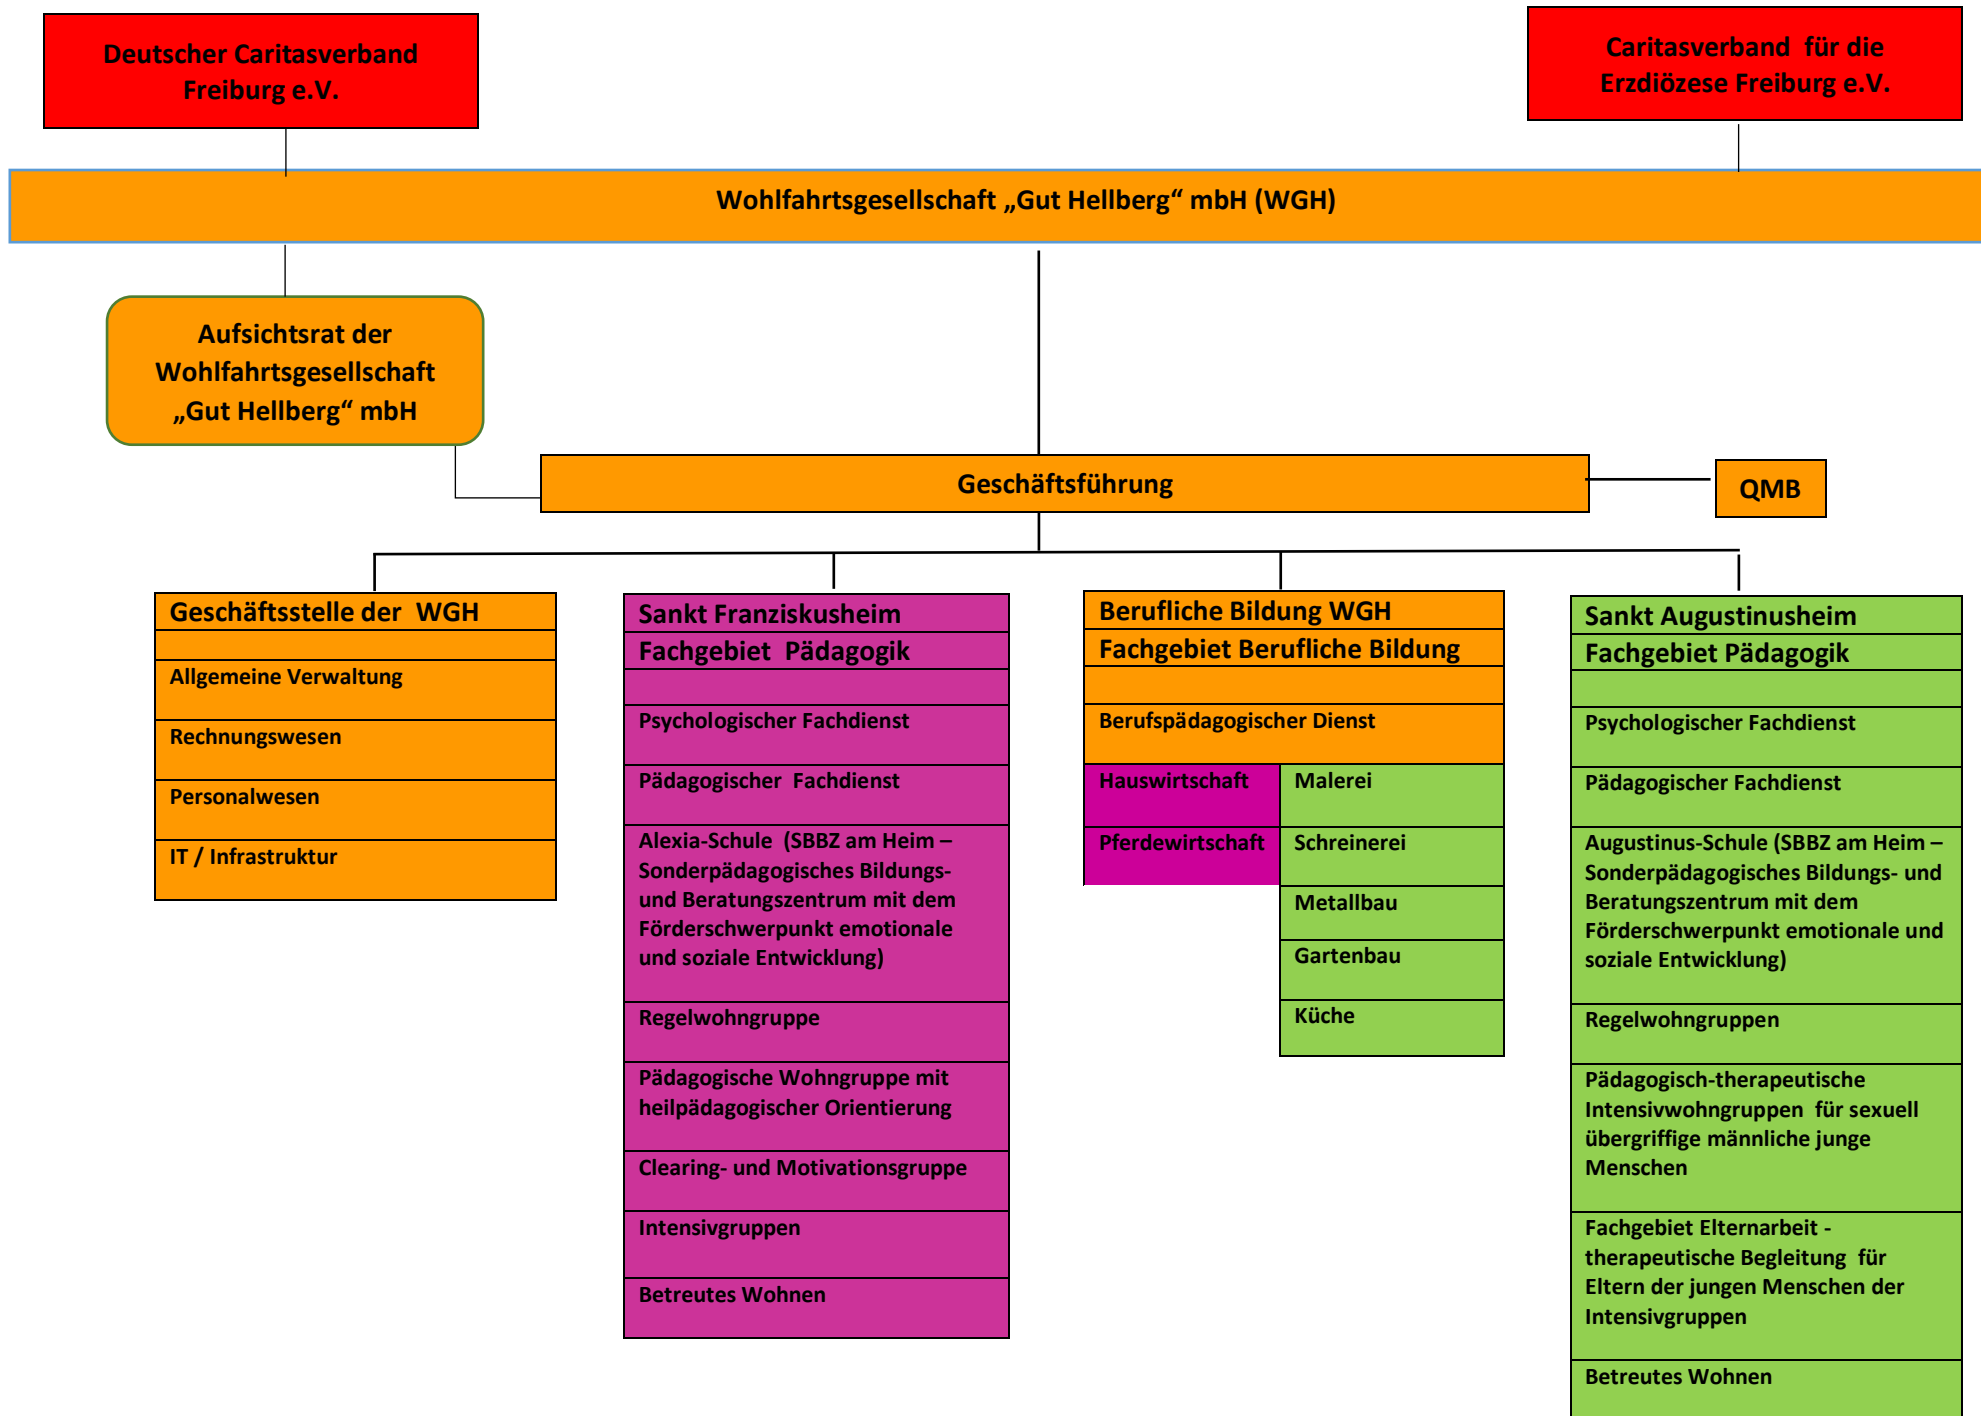 Deutscher Caritasverband
Freiburg e.V.
Caritasverband für die
Erzdiözese Freiburg e.V.
Wohlfahrtsgesellschaft „Gut Hellberg“ mbH (WGH)
Aufsichtsrat der
Wohlfahrtsgesellschaft
„Gut Hellberg“ mbH
Geschäftsführung
QMB
Geschäftsstelle der WGH
Allgemeine Verwaltung
Rechnungswesen
Personalwesen
IT / Infrastruktur
Sankt Franziskusheim
Fachgebiet Pädagogik
Psychologischer Fachdienst
Pädagogischer Fachdienst
Alexia-Schule (SBBZ am Heim –
Sonderpädagogisches Bildungs-
und Beratungszentrum mit dem
Förderschwerpunkt emotionale
und soziale Entwicklung)
Regelwohngruppe
Pädagogische Wohngruppe mit
heilpädagogischer Orientierung
Clearing- und Motivationsgruppe
Intensivgruppen
Betreutes Wohnen
Berufliche Bildung WGH
Fachgebiet Berufliche Bildung
Berufspädagogischer Dienst
Hauswirtschaft
Malerei
Pferdewirtschaft
Schreinerei
Metallbau
Gartenbau
Küche
Sankt Augustinusheim
Fachgebiet Pädagogik
Psychologischer Fachdienst
Pädagogischer Fachdienst
Augustinus-Schule (SBBZ am Heim –
Sonderpädagogisches Bildungs- und
Beratungszentrum mit dem
Förderschwerpunkt emotionale und
soziale Entwicklung)
Regelwohngruppen
Pädagogisch-therapeutische
Intensivwohngruppen für sexuell
übergriffige männliche junge
Menschen
Fachgebiet Elternarbeit -
therapeutische Begleitung für
Eltern der jungen Menschen der
Intensivgruppen
Betreutes Wohnen